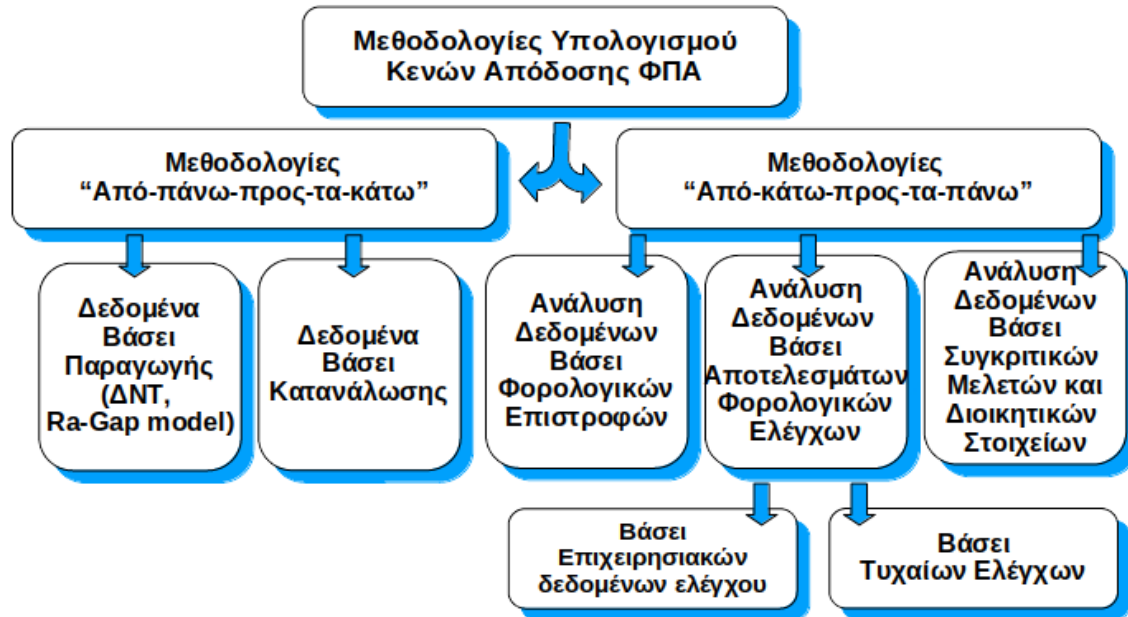 Μεθοδολογίες Υπολογισμού
Κενών Απόδοσης ΦΠΑ
Μεθοδολογίες
“Από-πάνω-προς-τα-κάτω”
Μεθοδολογίες
“Από-κάτω-προς-τα-πάνω”
Δεδομένα
Βάσει
Παραγωγής
(ΔΝΤ,
Ra-Gap model)
Δεδομένα
Βάσει
Κατανάλωσης
Ανάλυση
Δεδομένων
Βάσει
Φορολογικών
Επιστροφών
Ανάλυση
Δεδομένων
Βάσει
Αποτελεσμάτων
Φορολογικών
Ελέγχων
Ανάλυση
Δεδομένων
Βάσει
Συγκριτικών
Μελετών και
Διοικητικών
Στοιχείων
Βάσει
Επιχειρησιακών
δεδομένων ελέγχου
Βάσει
Τυχαίων Ελέγχων